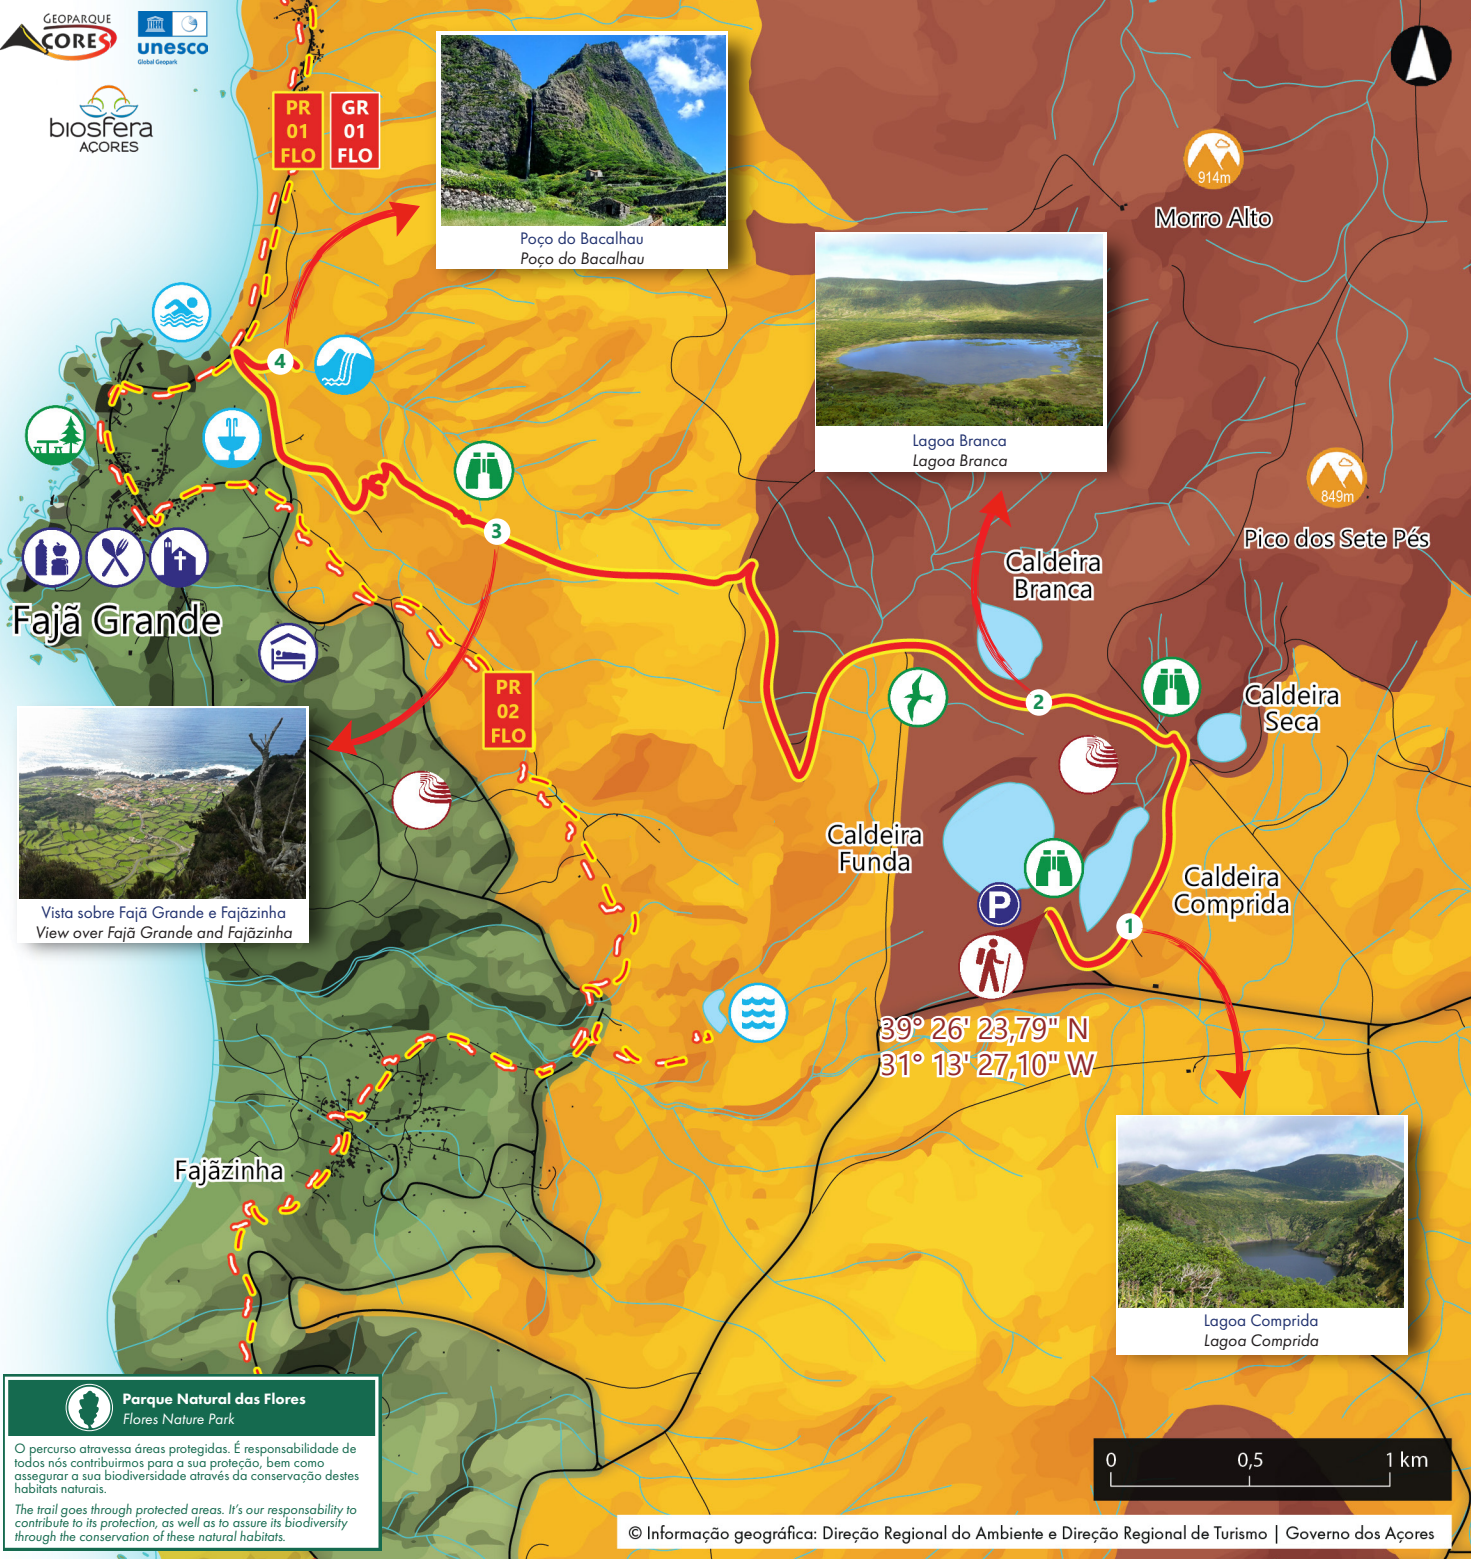 GEOPARQUE
AÇORES
unesco
Global Geopark
biosfera
AÇORES
PR
01
FLO
GR
01
FLO
Poço do Bacalhau
Poço do Bacalhau
914m
Morro Alto
Lagoa Branca
Lagoa Branca
4
3
849m
Pico dos Sete Pés
Caldeira
Branca
Fajã Grande
PR
02
FLO
2
Caldeira
Seca
Vista sobre Fajã Grande e Fajãzinha
View over Fajã Grande and Fajãzinha
Caldeira
Funda
Caldeira
Comprida
P
1
39° 26' 23,79" N
31° 13' 27,10" W
Fajãzinha
Lagoa Comprida
Lagoa Comprida
Parque Natural das Flores
Flores Nature Park
O percurso atravessa áreas protegidas. É responsabilidade de
todos nós contribuirmos para a sua proteção, bem como
assegurar a sua biodiversidade através da conservação destes
habitats naturais.
The trail goes through protected areas. It's our responsability to
contribute to its protection, as well as to assure its biodiversity
through the conservation of these natural habitats.
0 0,5 1 km
© Informação geográfica: Direção Regional do Ambiente e Direção Regional de Turismo | Governo dos Açores